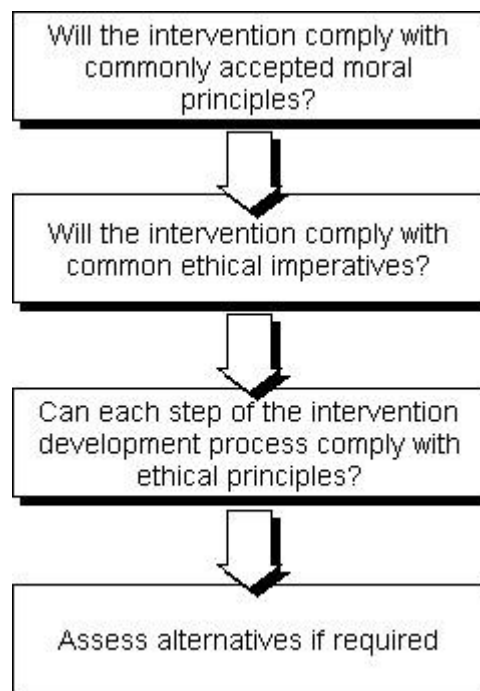 Will the intervention comply with
commonly accepted moral
principles?
Will the intervention comply with
common ethical imperatives?
Can each step of the intervention
development process comply with
ethical principles?
Assess alternatives if required